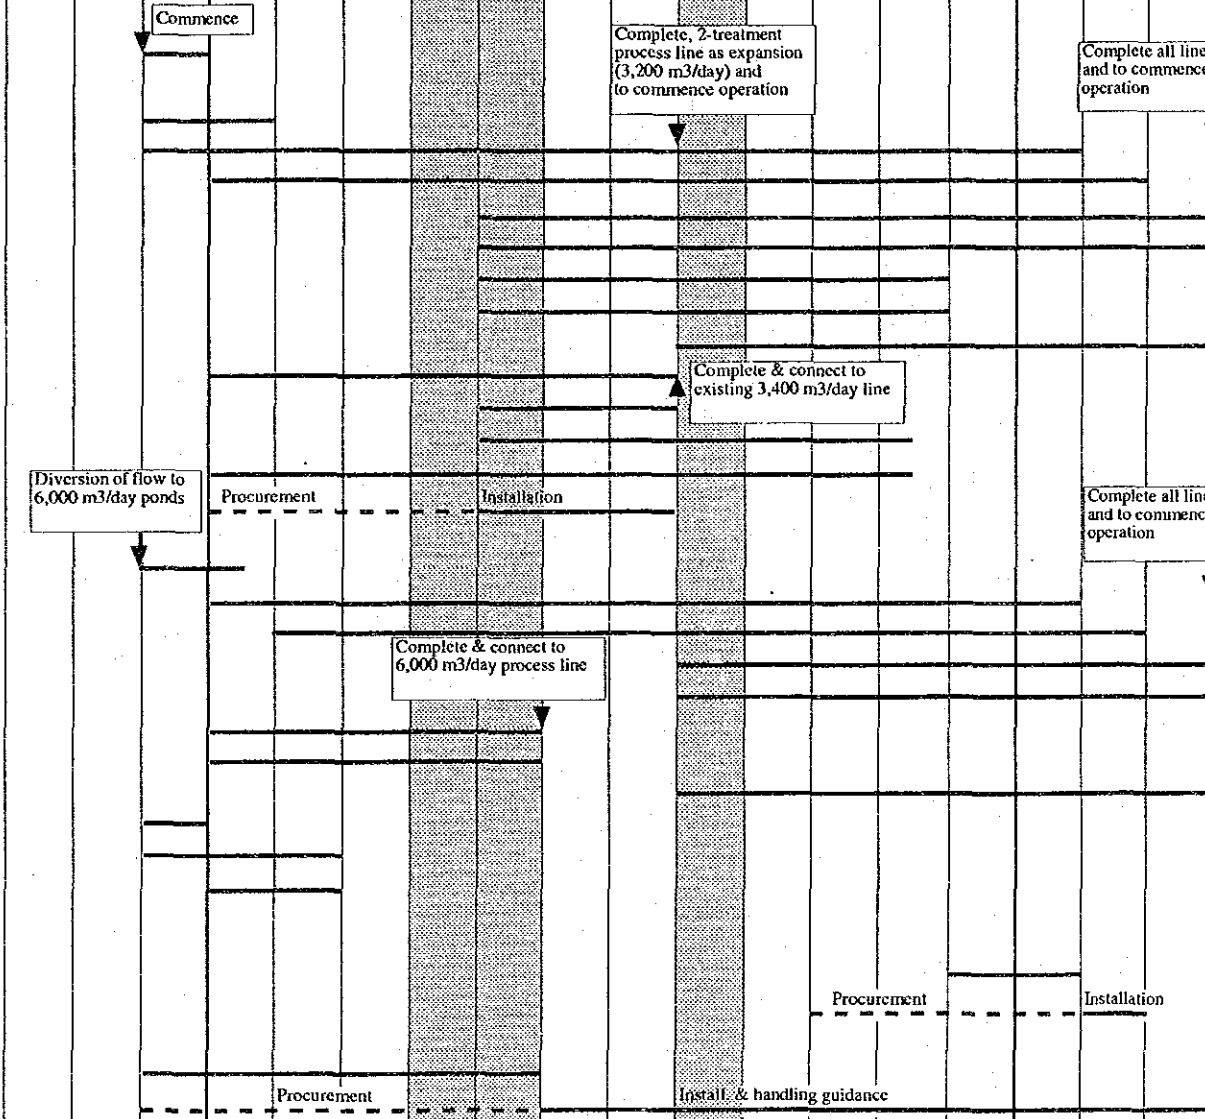 Commence
Complete, 2-treatment
process line as expansion
(3,200 m3/day) and
to commence operation
Complete all line
and to commence
operation
Complete & connect to
existing 3,400 m3/day line
Diversion of flow to
6,000 m3/day ponds
Procurement
Installation
Complete all line
and to commenc
operation
Complete & connect to
6,000 m3/day process line
Procurement
Installation
Procurement
Install. & handling guidance